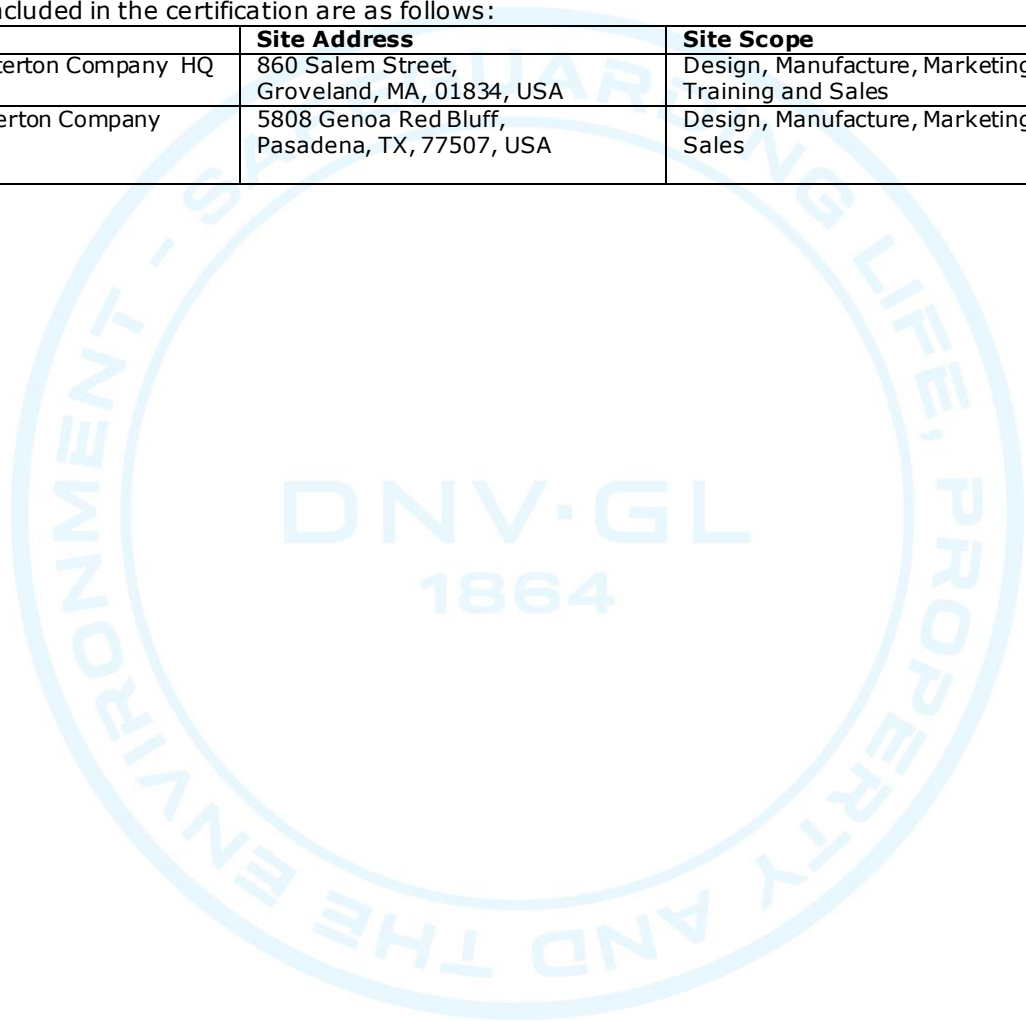 ncluded in the certification are as follows:
Site Address Site Scope
terton Company HQ 860 Salem Street, Design, Manufacture, Marketing
Groveland, MA, 01834, USA Training and Sales
erton Company 5808 Genoa Red Bluff, Design, Manufacture, Marketing
Pasadena, TX, 77507, USA Sales
SAFEGUARDING LIFE, PROPERTY AND THE ENVIRONMENT -
DNV·GL
1864